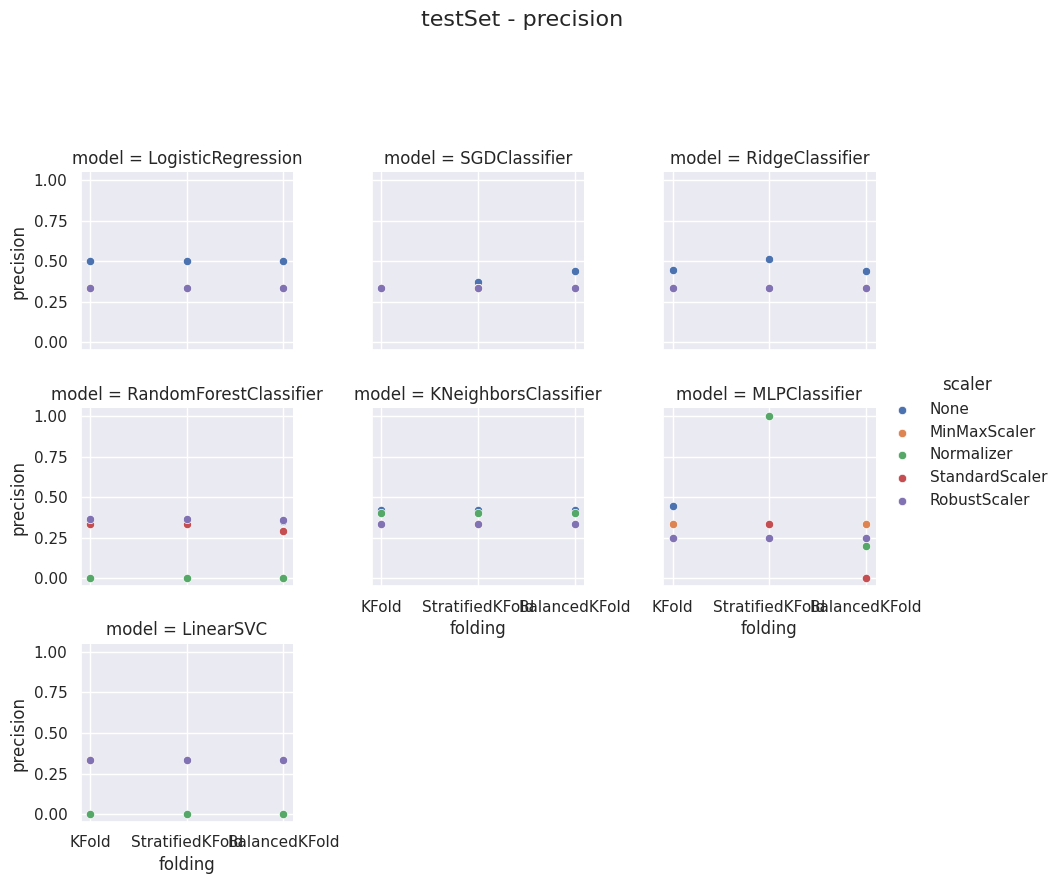 testSet - precision
model = LogisticRegression
model = SGDClassifier
model = RidgeClassifier
1.00
0.75
0.50
0.25
0.00
precision
model = RandomForestClassifier
model = KNeighborsClassifier
model = MLPClassifier
1.00
0.75
0.50
0.25
0.00
precision
KFold
StratifiedKFold
BalancedKFold
folding
KFold
StratifiedKFold
BalancedKFold
folding
scaler
None
MinMaxScaler
Normalizer
StandardScaler
RobustScaler
model = LinearSVC
1.00
0.75
0.50
0.25
0.00
precision
KFold
StratifiedKFold
BalancedKFold
folding